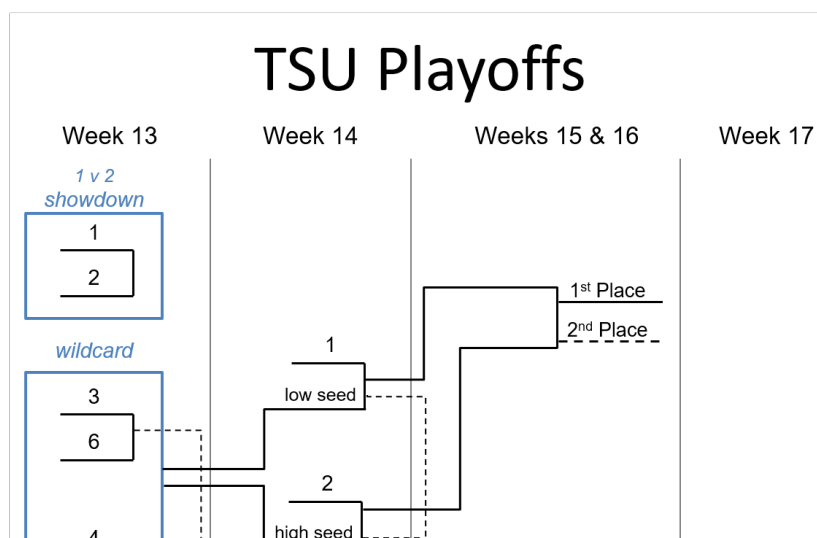 TSU Playoffs
Week 13
Week 14
Weeks 15 & 16
Week 17
1 v 2
showdown
1
2
1st Place
2nd Place
wildcard
1
low seed
3
6
2
high seed
4